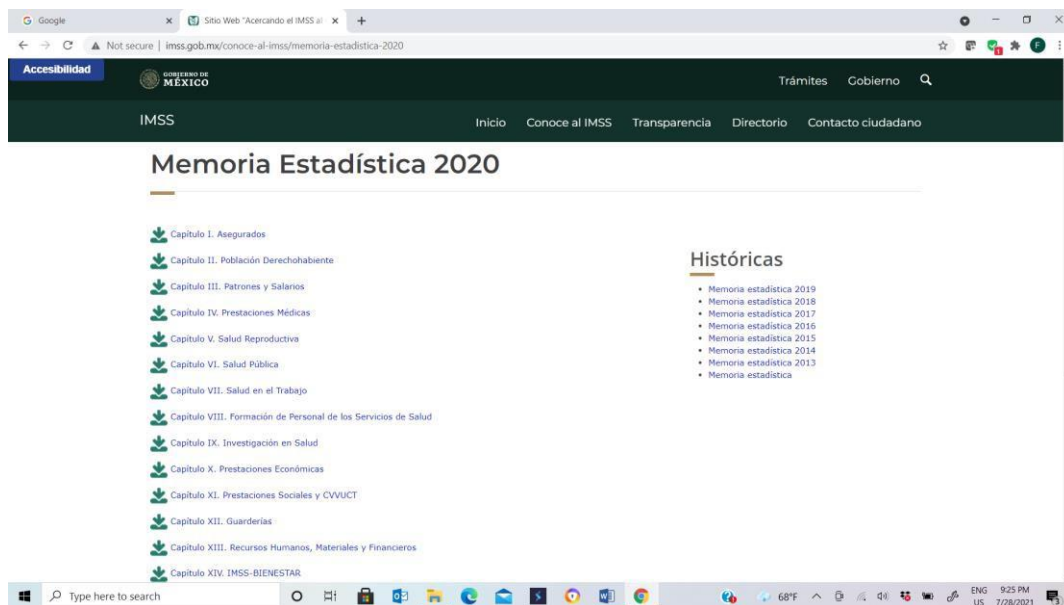 Google
Sitio Web "Acercando el IMSS al
Not secure | imss.gob.mx/conoce-al-imss/memoria-estadistica-2020
Accesibilidad
GOBIERNO DE
MÉXICO
Trámites Gobierno
IMSS
Inicio Conoce al IMSS Transparencia Directorio Contacto ciudadano
Memoria Estadística 2020
Capítulo I. Asegurados
Capítulo II. Población Derechohabiente
Capítulo III. Patrones y Salarios
Capítulo IV. Prestaciones Médicas
Capítulo V. Salud Reproductiva
Capítulo VI. Salud Pública
Capítulo VII. Salud en el Trabajo
Capítulo VIII. Formación de Personal de los Servicios de Salud
Capítulo IX. Investigación en Salud
Capítulo X. Prestaciones Económicas
Capítulo XI. Prestaciones Sociales y CVVUCT
Capítulo XII. Guarderías
Capítulo XIII. Recursos Humanos, Materiales y Financieros
Capítulo XIV. IMSS-BIENESTAR
Históricas
Memoria estadística 2019
Memoria estadística 2018
Memoria estadística 2017
Memoria estadística 2016
Memoria estadística 2015
Memoria estadística 2014
Memoria estadística 2013
Memoria estadística
Type here to search
68°F
ENG 9:25 PM
US 7/28/2021